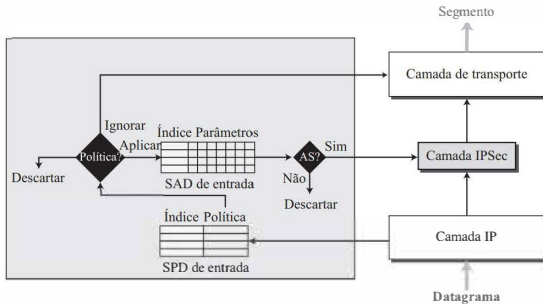 Segmento
Camada de transporte
Ignorar
Índice Parâmetros
Política?
Aplicar
AS?
Sim
Camada IPSec
Descartar
SAD de entrada
Não
Descartar
Índice Política
Camada IP
SPD de entrada
Datagrama